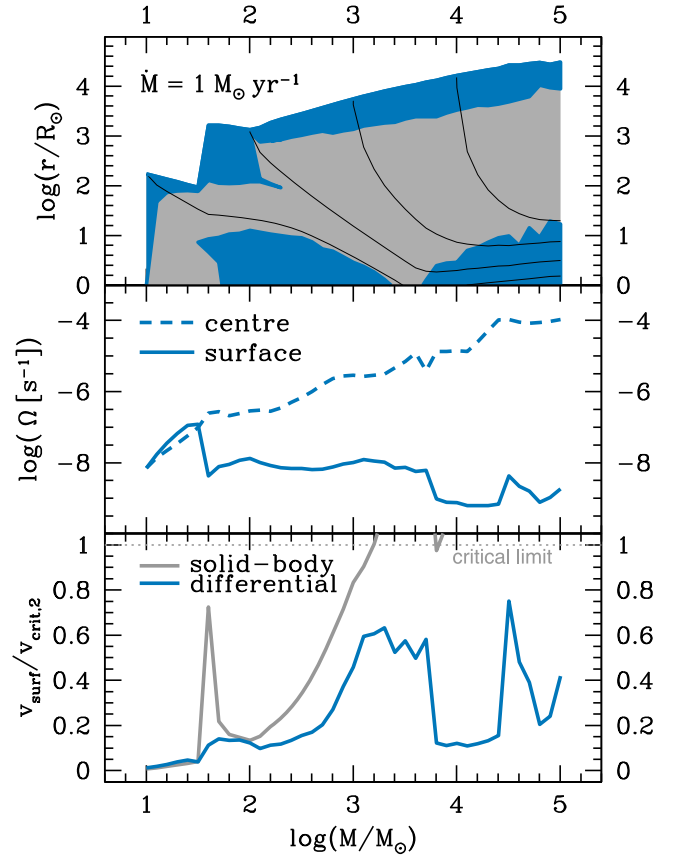 1 2 3 4 5
Ṁ = 1 M☉ yr⁻¹
log(r/R☉)
4
3
2
1
0
4
3
2
1
0
centre
surface
log(Ω [s⁻¹])
−4
−6
−8
−4
−6
−8
critical limit
solid−body
differential
v_surf/v_crit,2
1
0.8
0.6
0.4
0.2
0
1
0.8
0.6
0.4
0.2
0
1 2 3 4 5
log(M/M☉)